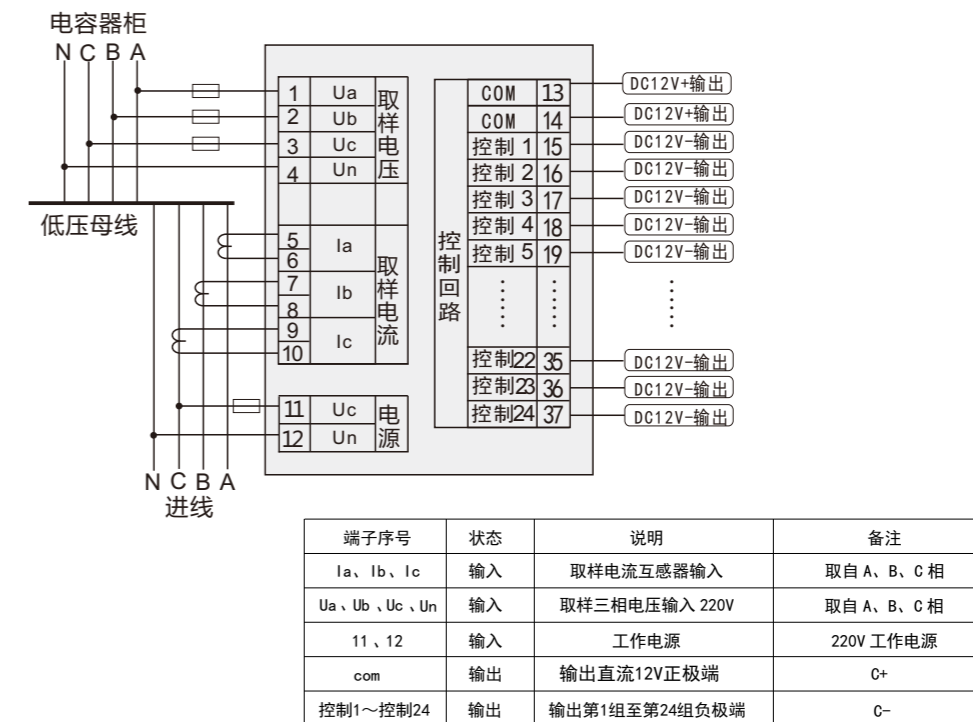 电容器柜
N C B A
1 Ua
2 Ub
3 Uc
4 Un
取样电压
低压母线
5
6
Ia
7
8
Ib
9
10
Ic
取样电流
11 Uc
12 Un
电源
N C B A
进线
控制回路
COM 13 DC12V+输出
COM 14 DC12V+输出
控制 1 15 DC12V-输出
控制 2 16 DC12V-输出
控制 3 17 DC12V-输出
控制 4 18 DC12V-输出
控制 5 19 DC12V-输出
控制22 35 DC12V-输出
控制23 36 DC12V-输出
控制24 37 DC12V-输出
端子序号 状态 说明 备注
Ia、Ib、Ic 输入 取样电流互感器输入 取自 A、B、C 相
Ua、Ub、Uc、Un 输入 取样三相电压输入 220V 取自 A、B、C 相
11、12 输入 工作电源 220V 工作电源
com 输出 输出直流12V正极端 C+
控制1～控制24 输出 输出第1组至第24组负极端 C-